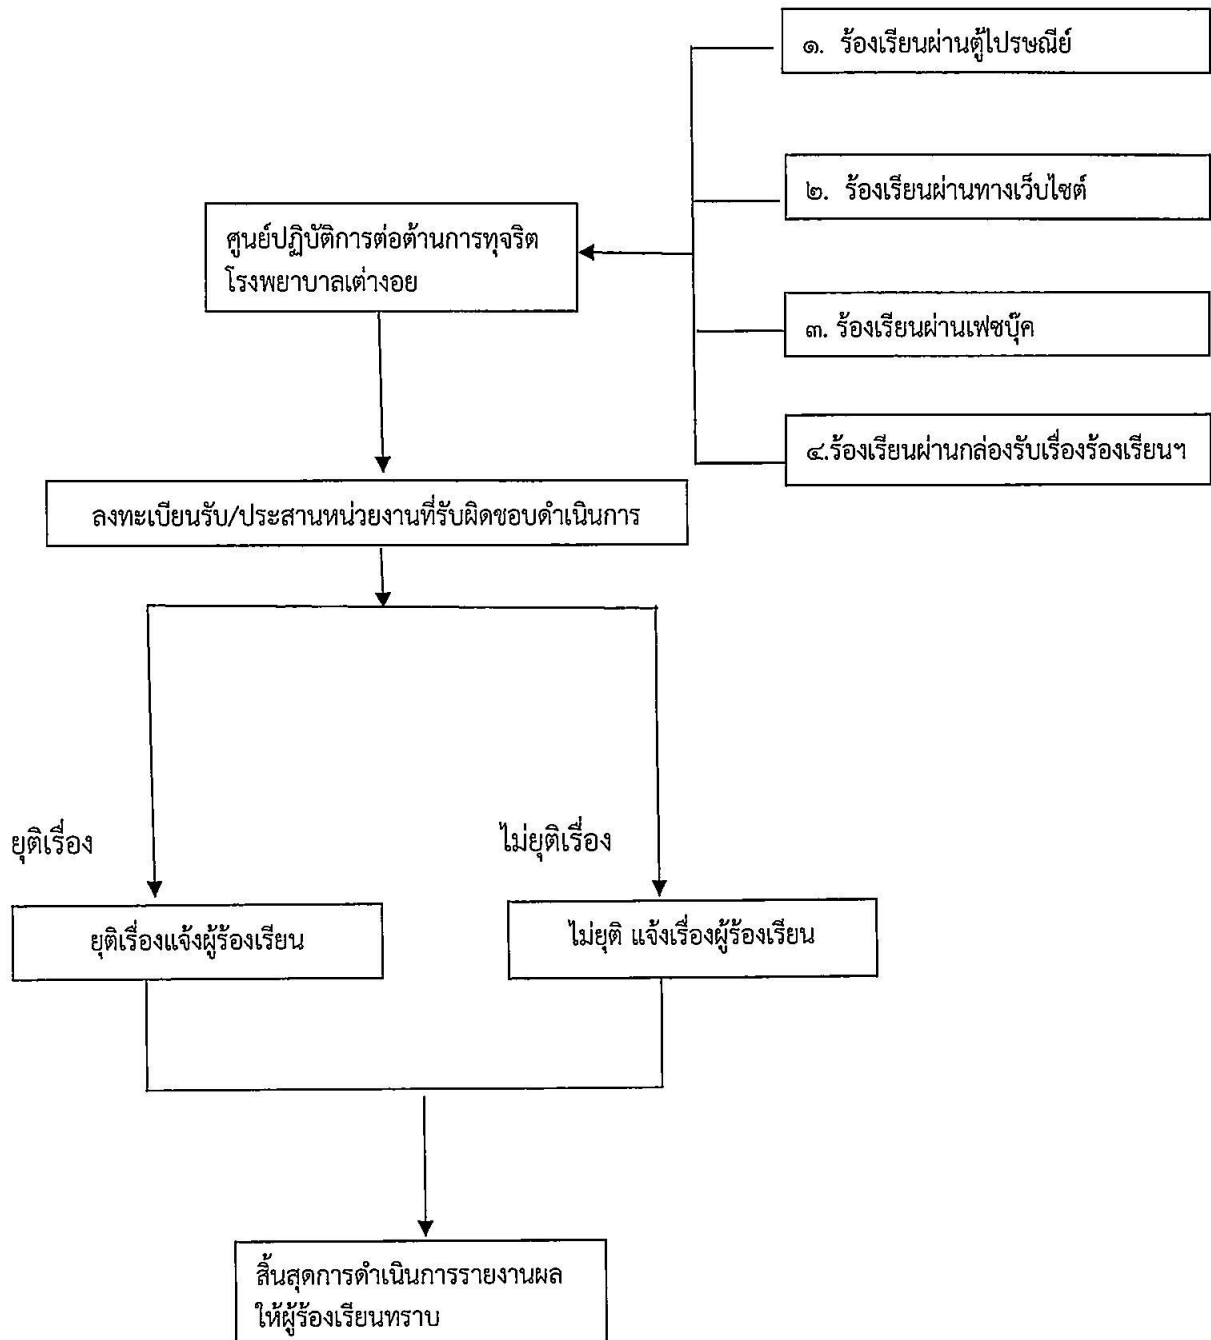 ๑. ร้องเรียนผ่านตู้ไปรษณีย์
๒. ร้องเรียนผ่านทางเว็บไซต์
ศูนย์ปฏิบัติการต่อต้านการทุจริต
โรงพยาบาลเต่างอย
๓. ร้องเรียนผ่านเฟซบุ๊ค
๔.ร้องเรียนผ่านกล่องรับเรื่องร้องเรียนฯ
ลงทะเบียนรับ/ประสานหน่วยงานที่รับผิดชอบดำเนินการ
ยุติเรื่อง
ไม่ยุติเรื่อง
ยุติเรื่องแจ้งผู้ร้องเรียน
ไม่ยุติ แจ้งเรื่องผู้ร้องเรียน
สิ้นสุดการดำเนินการรายงานผล
ให้ผู้ร้องเรียนทราบ